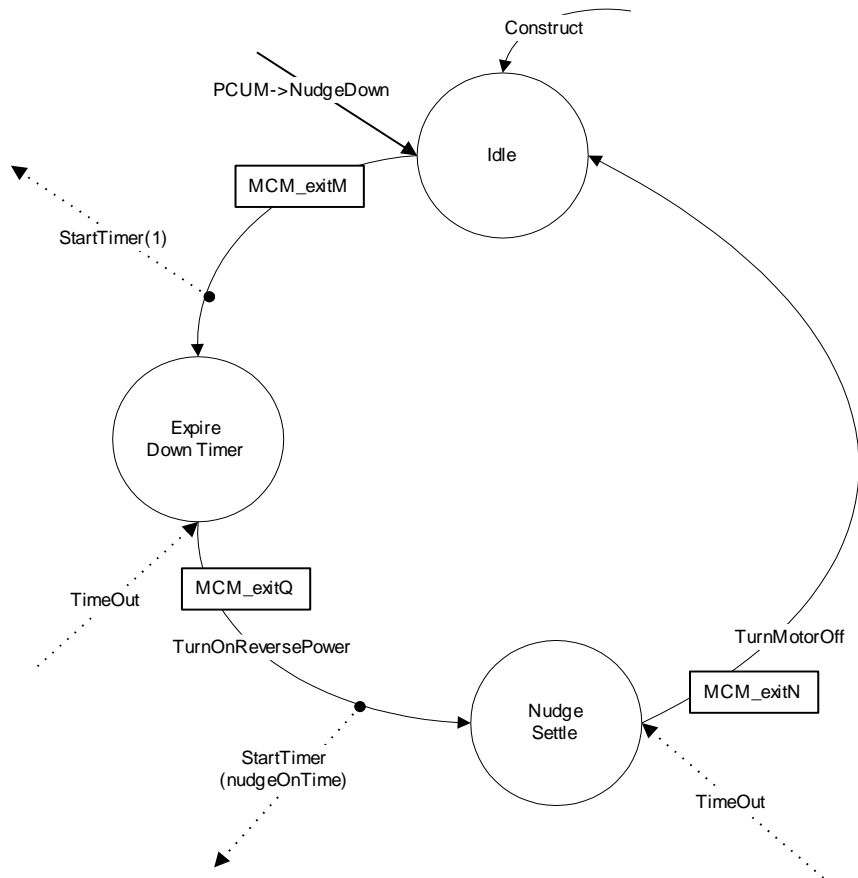 Construct
PCUM->NudgeDown
Idle
MCM_exitM
StartTimer(1)
Expire
Down Timer
MCM_exitQ
TimeOut
TurnOnReversePower
TurnMotorOff
MCM_exitN
Nudge
Settle
StartTimer
(nudgeOnTime)
TimeOut